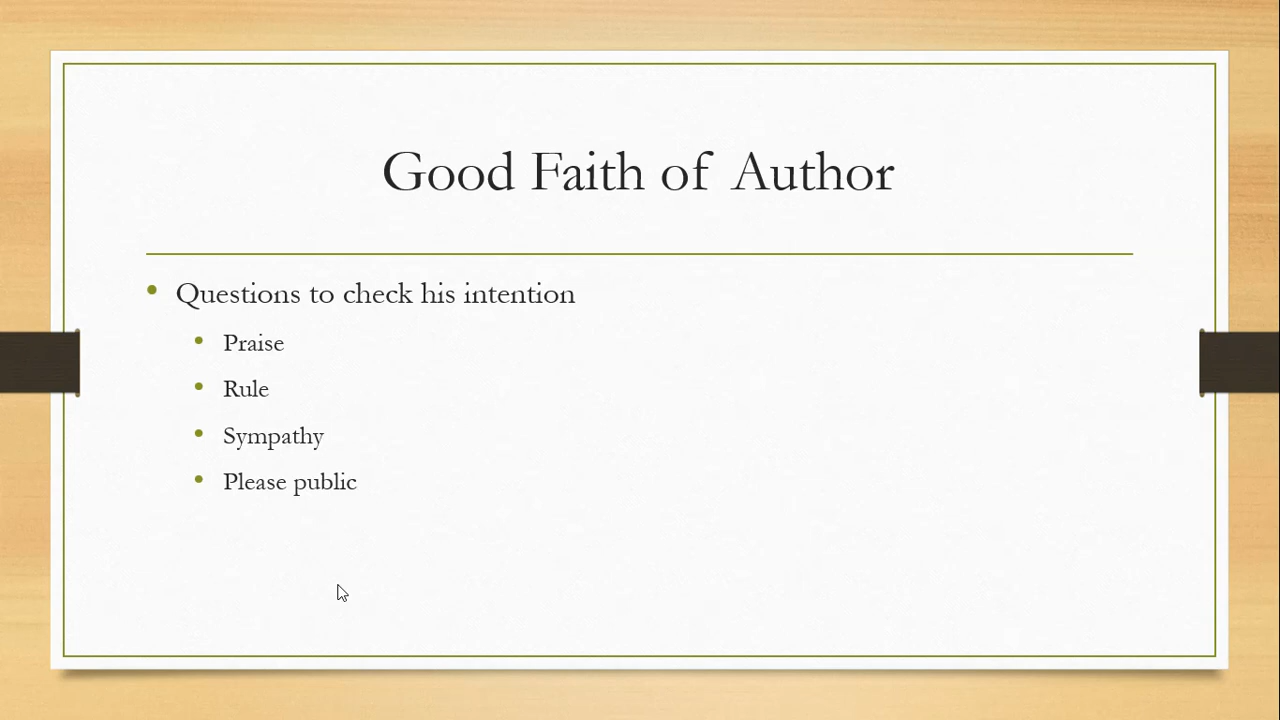 Good Faith of Author
Questions to check his intention
Praise
Rule
Sympathy
Please public